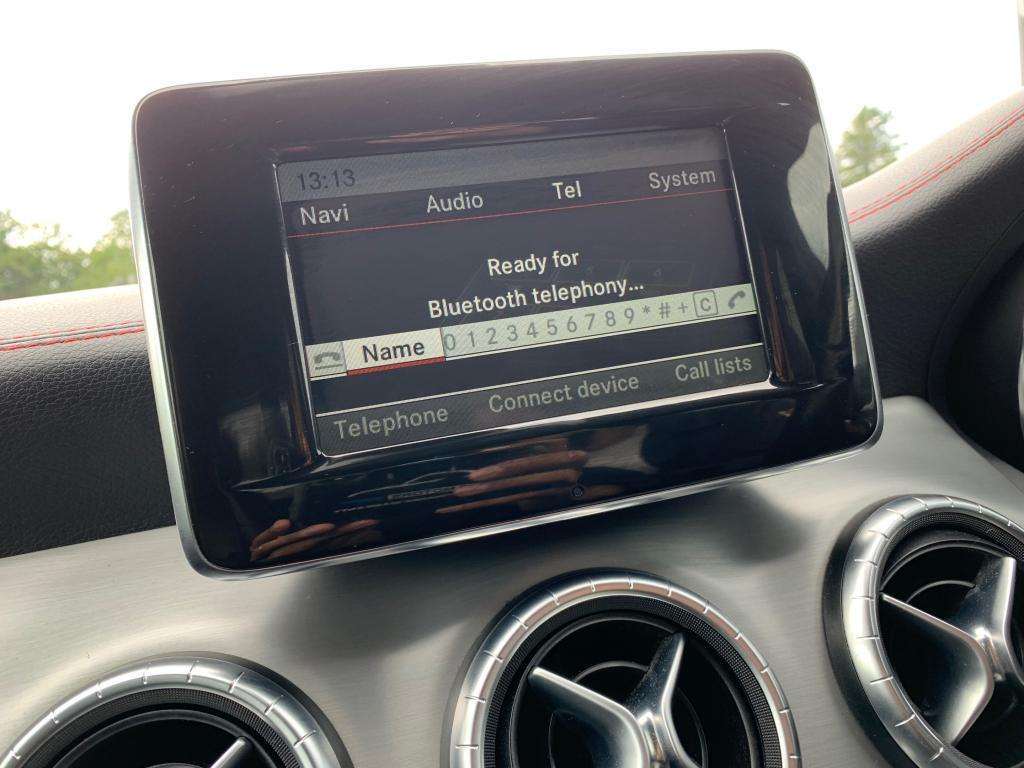 13:13
Navi Audio Tel System
Ready for
Bluetooth telephony...
Name 0 1 2 3 4 5 6 7 8 9 * # + C
Telephone Connect device Call lists